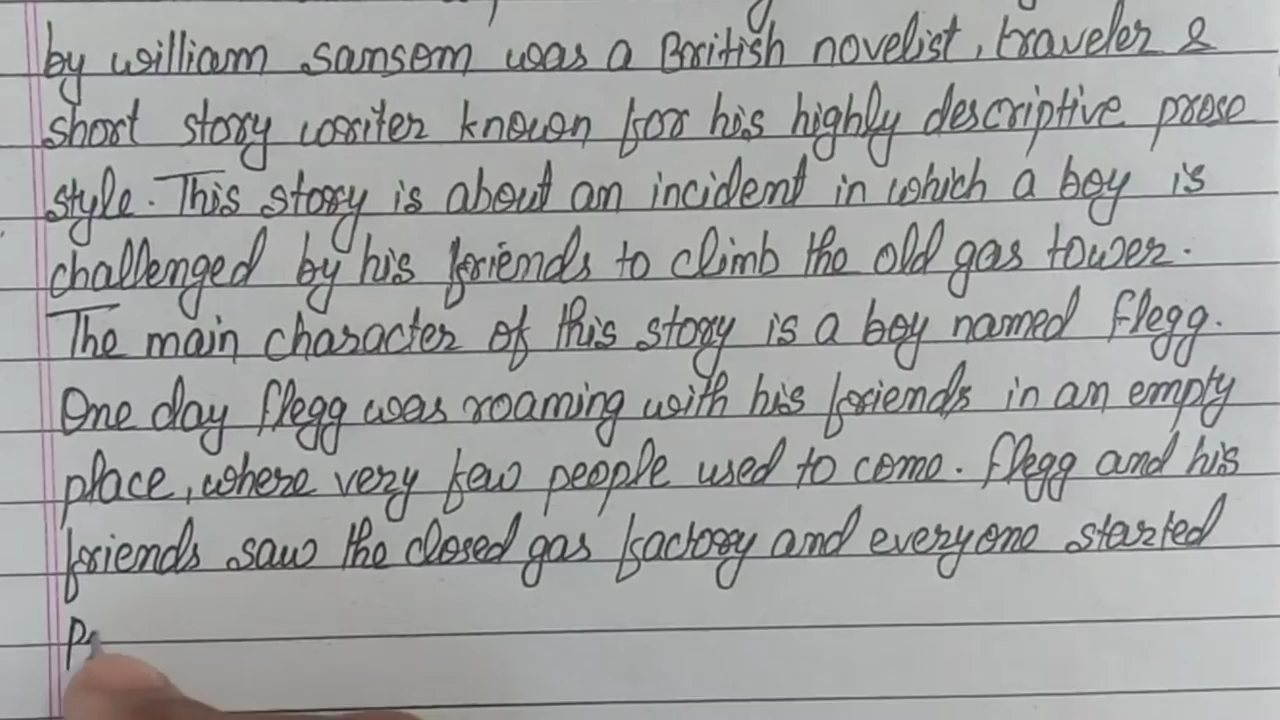 by william sansom was a British novelist, traveler &
short story writer known for his highly descriptive prose
style. This story is about an incident in which a boy is
challenged by his friends to climb the old gas tower.
The main character of this story is a boy named flegg.
One day flegg was roaming with his friends in an empty
place, where very few people used to come. flegg and his
friends saw the closed gas factory and everyone started